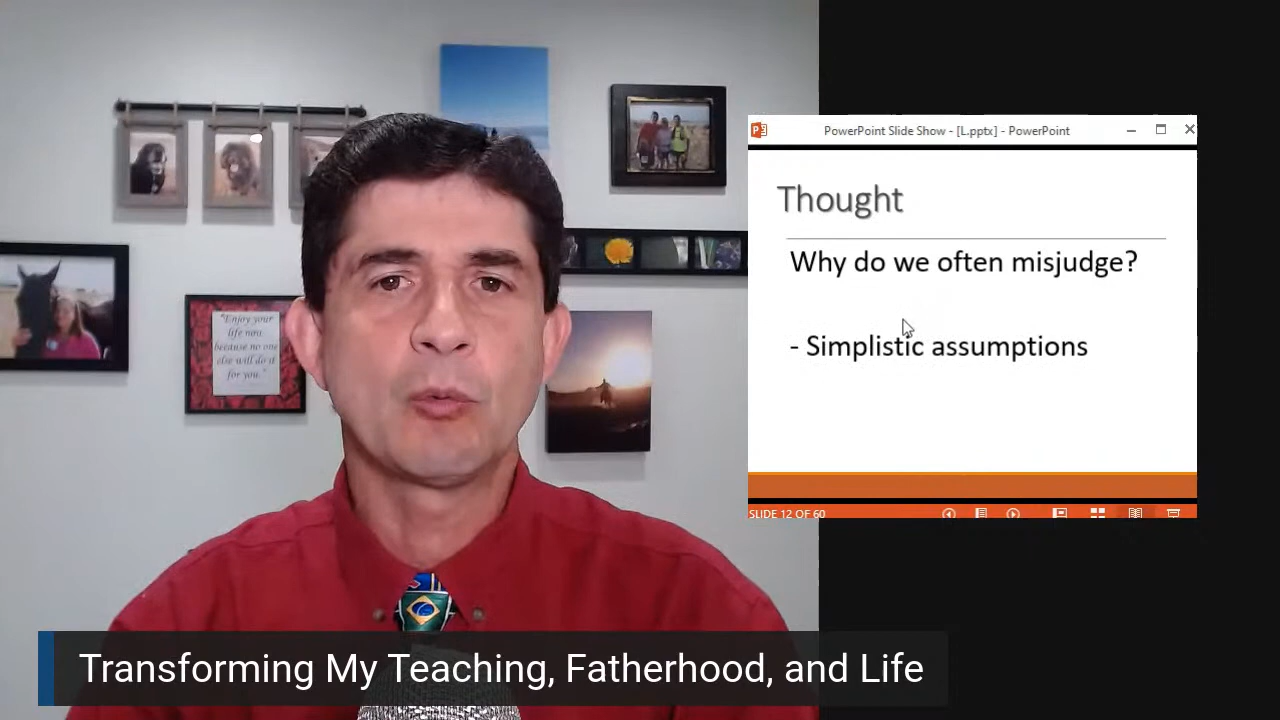 "Enjoy your
life now
because no one
else will do it
for you."
PowerPoint Slide Show - [L.pptx] - PowerPoint
Thought
Why do we often misjudge?
- Simplistic assumptions
SLIDE 12 OF 60
Transforming My Teaching, Fatherhood, and Life